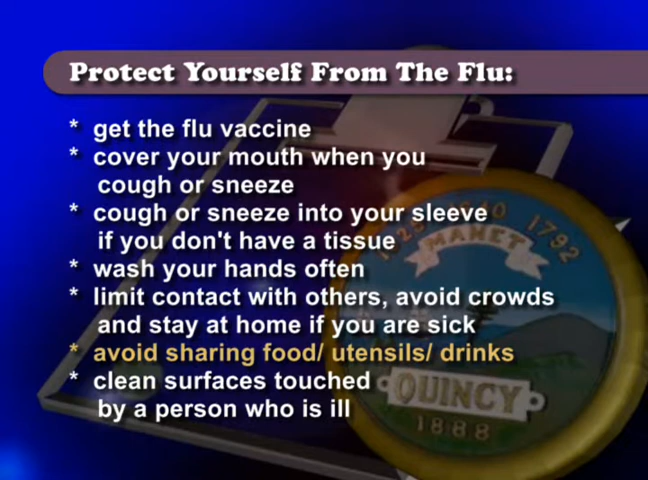 Protect Yourself From The Flu:
* get the flu vaccine
* cover your mouth when you
cough or sneeze
* cough or sneeze into your sleeve
if you don't have a tissue
* wash your hands often
* limit contact with others, avoid crowds
and stay at home if you are sick
* avoid sharing food/ utensils/ drinks
* clean surfaces touched
by a person who is ill
1640 1792
MANET
QUINCY
1888